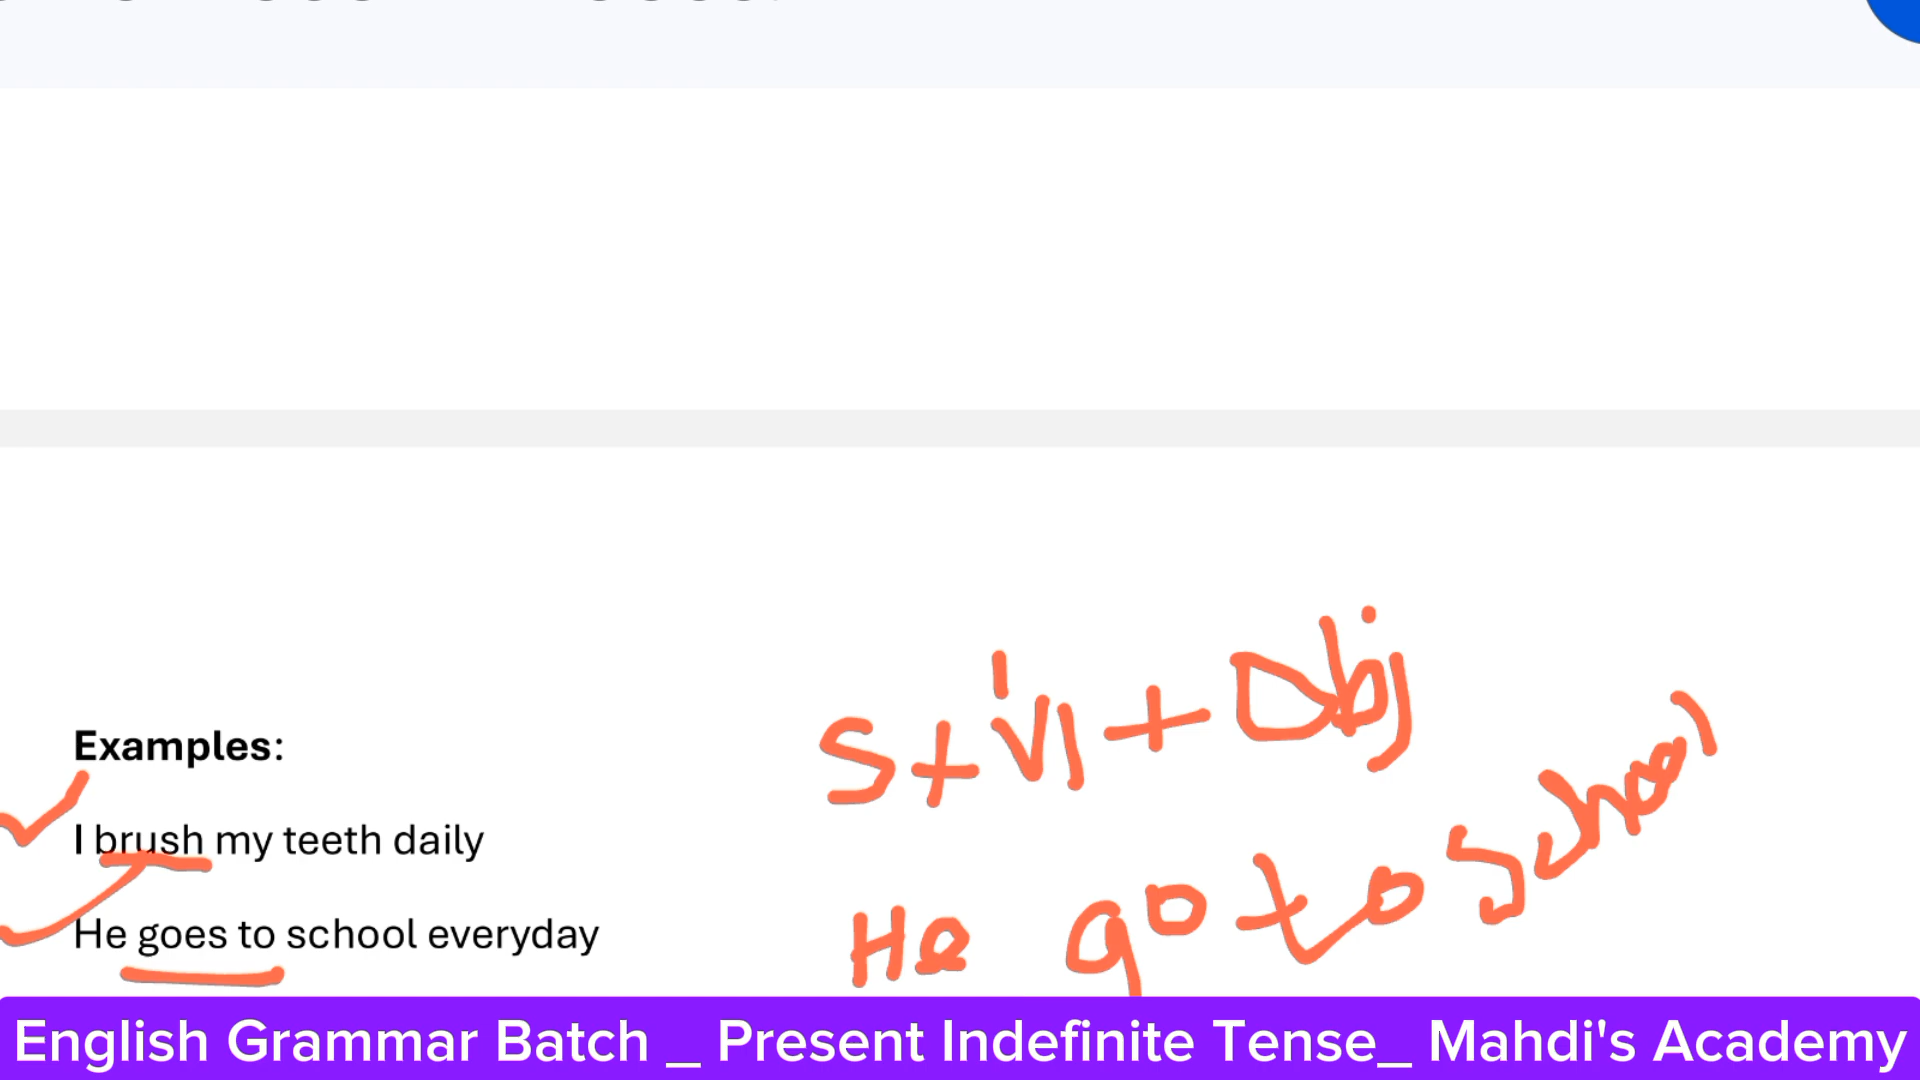 Examples:
S + V1 + Obj
I brush my teeth daily
He goes to school everyday
He go to school
English Grammar Batch _ Present Indefinite Tense_ Mahdi's Academy